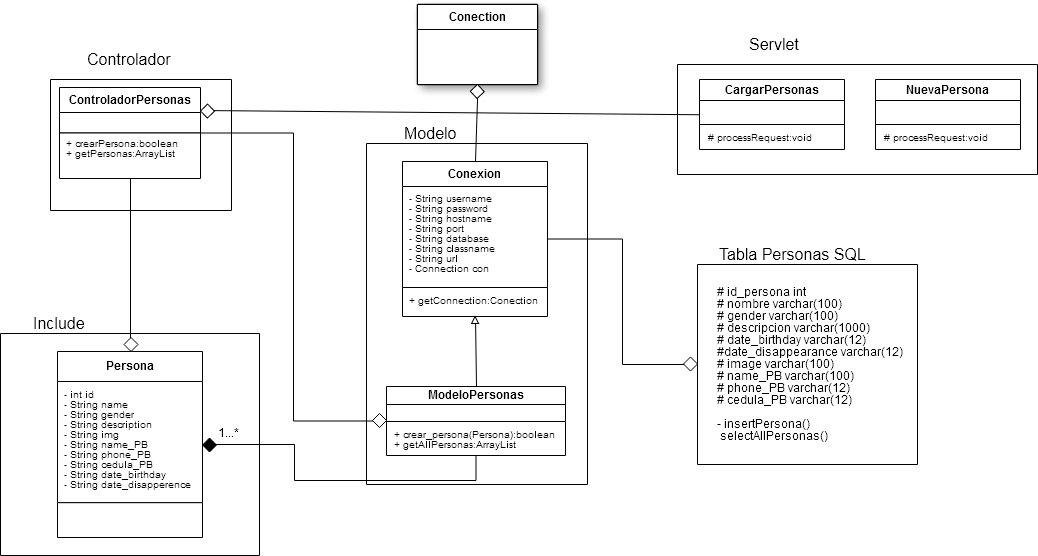 Conection
Controlador
ControladorPersonas
+ crearPersona:boolean
+ getPersonas:ArrayList
Servlet
CargarPersonas
# processRequest:void
NuevaPersona
# processRequest:void
Modelo
Conexion
- String username
- String password
- String hostname
- String port
- String database
- String classname
- String url
- Connection con
+ getConnection:Conection
ModeloPersonas
+ crear_persona(Persona):boolean
+ getAllPersonas:ArrayList
Tabla Personas SQL
# id_persona int
# nombre varchar(100)
# gender varchar(100)
# descripcion varchar(1000)
# date_birthday varchar(12)
#date_disappearance varchar(12)
# image varchar(100)
# name_PB varchar(100)
# phone_PB varchar(12)
# cedula_PB varchar(12)
- insertPersona()
selectAllPersonas()
Include
Persona
- int id
- String name
- String gender
- String description
- String img
- String name_PB
- String phone_PB
- String cedula_PB
- String date_birthday
- String date_disapperence
1...*